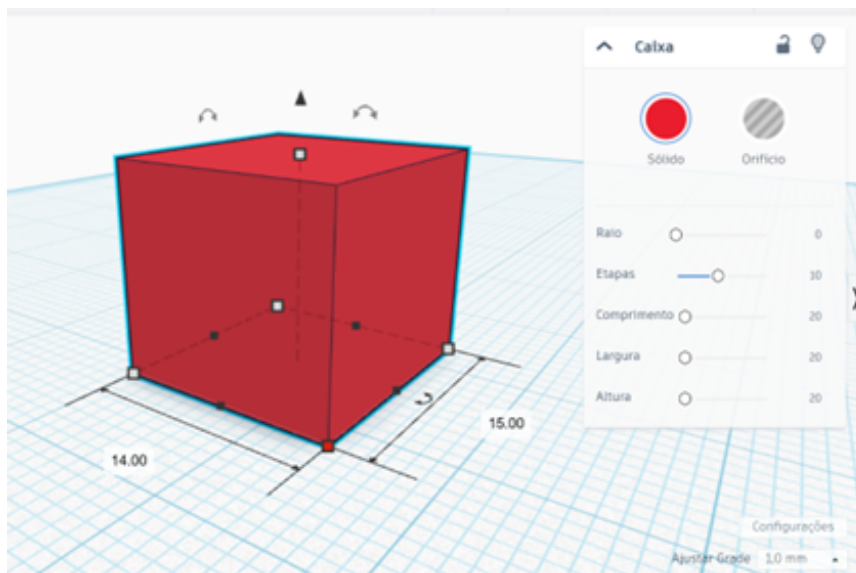 Caixa
Sólido
Orifício
Raio 0
Etapas 10
Comprimento 20
Largura 20
Altura 20
15.00
14.00
Configurações
Ajustar Grade 1.0 mm